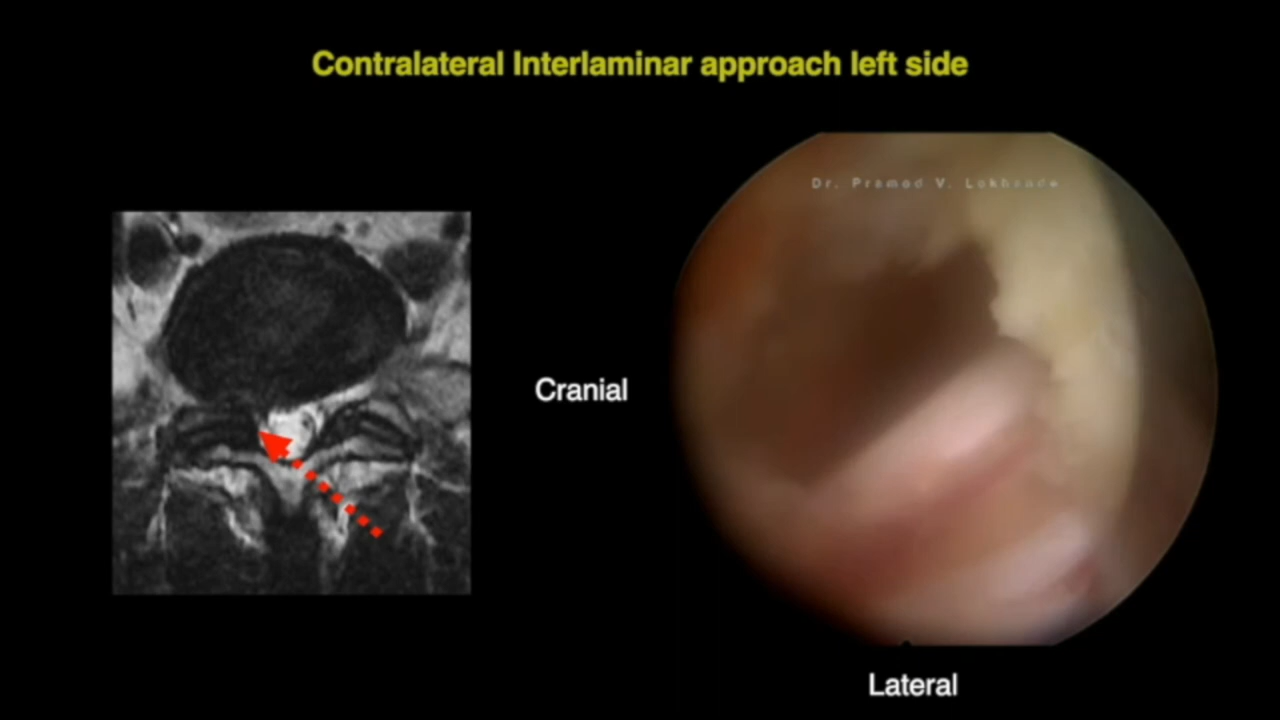 Contralateral Interlaminar approach left side
Dr. Pramod V. Lokhande
Cranial
Lateral